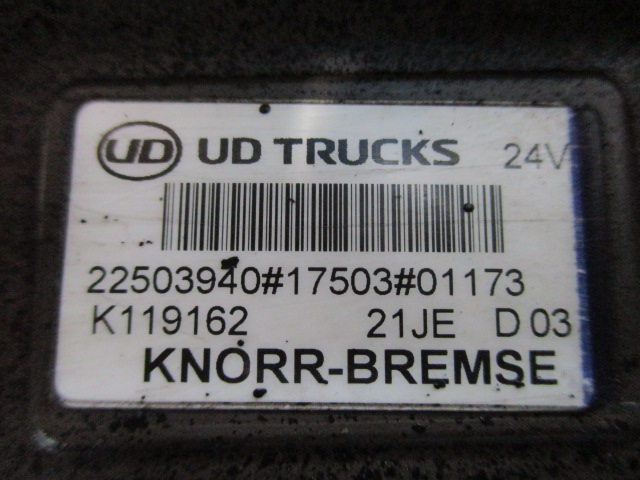 UD UD TRUCKS 24V
22503940#17503#01173
K119162 21JE D 03
KNORR-BREMSE